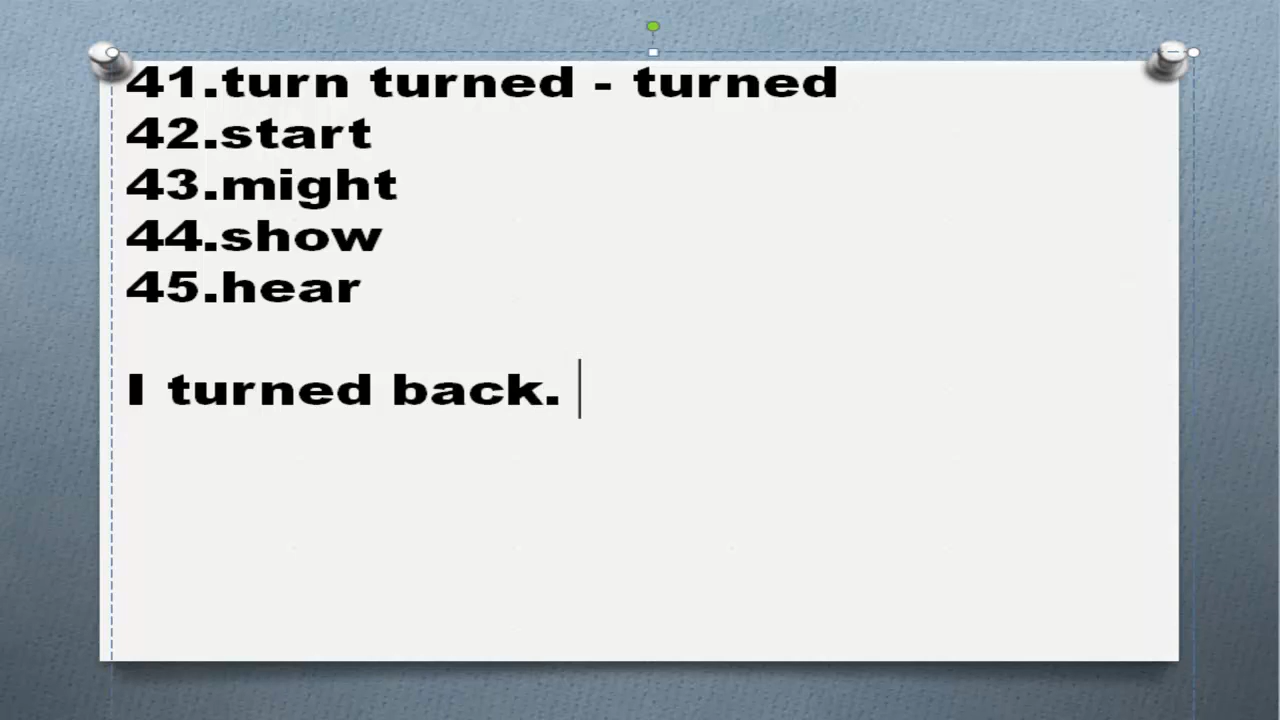 41.turn turned - turned
42.start
43.might
44.show
45.hear
I turned back.